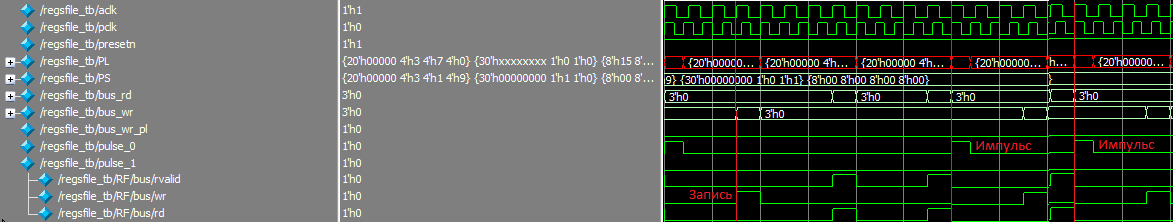 /regsfile_tb/aclk 1'h1
/regsfile_tb/pclk 1'h0
/regsfile_tb/presetn 1'h1
/regsfile_tb/PL {20'h00000 4'h3 4'h7 4'h0} {30'hxxxxxxxx 1'h0 1'h0} {8'h15 8'... {20'h00000... {20'h00000 4'h... {20'h00000 4'h... {20'h00000... h... {20'h00000...
/regsfile_tb/PS {20'h00000 4'h3 4'h1 4'h9} {30'h00000000 1'h1 1'h0} {8'h00 8'... 9} {30'h00000000 1'h0 1'h1} {8'h00 8'h00 8'h00 8'h00} }
/regsfile_tb/bus_rd 3'h0 3'h0 3'h0 3'h0 3'h0
/regsfile_tb/bus_wr 3'h0 3'h0
/regsfile_tb/bus_wr_pl 1'h0
/regsfile_tb/pulse_0 1'h0 Импульс Импульс
/regsfile_tb/pulse_1 1'h0
/regsfile_tb/RF/bus/rvalid 1'h0
/regsfile_tb/RF/bus/wr 1'h0 Запись
/regsfile_tb/RF/bus/rd 1'h0